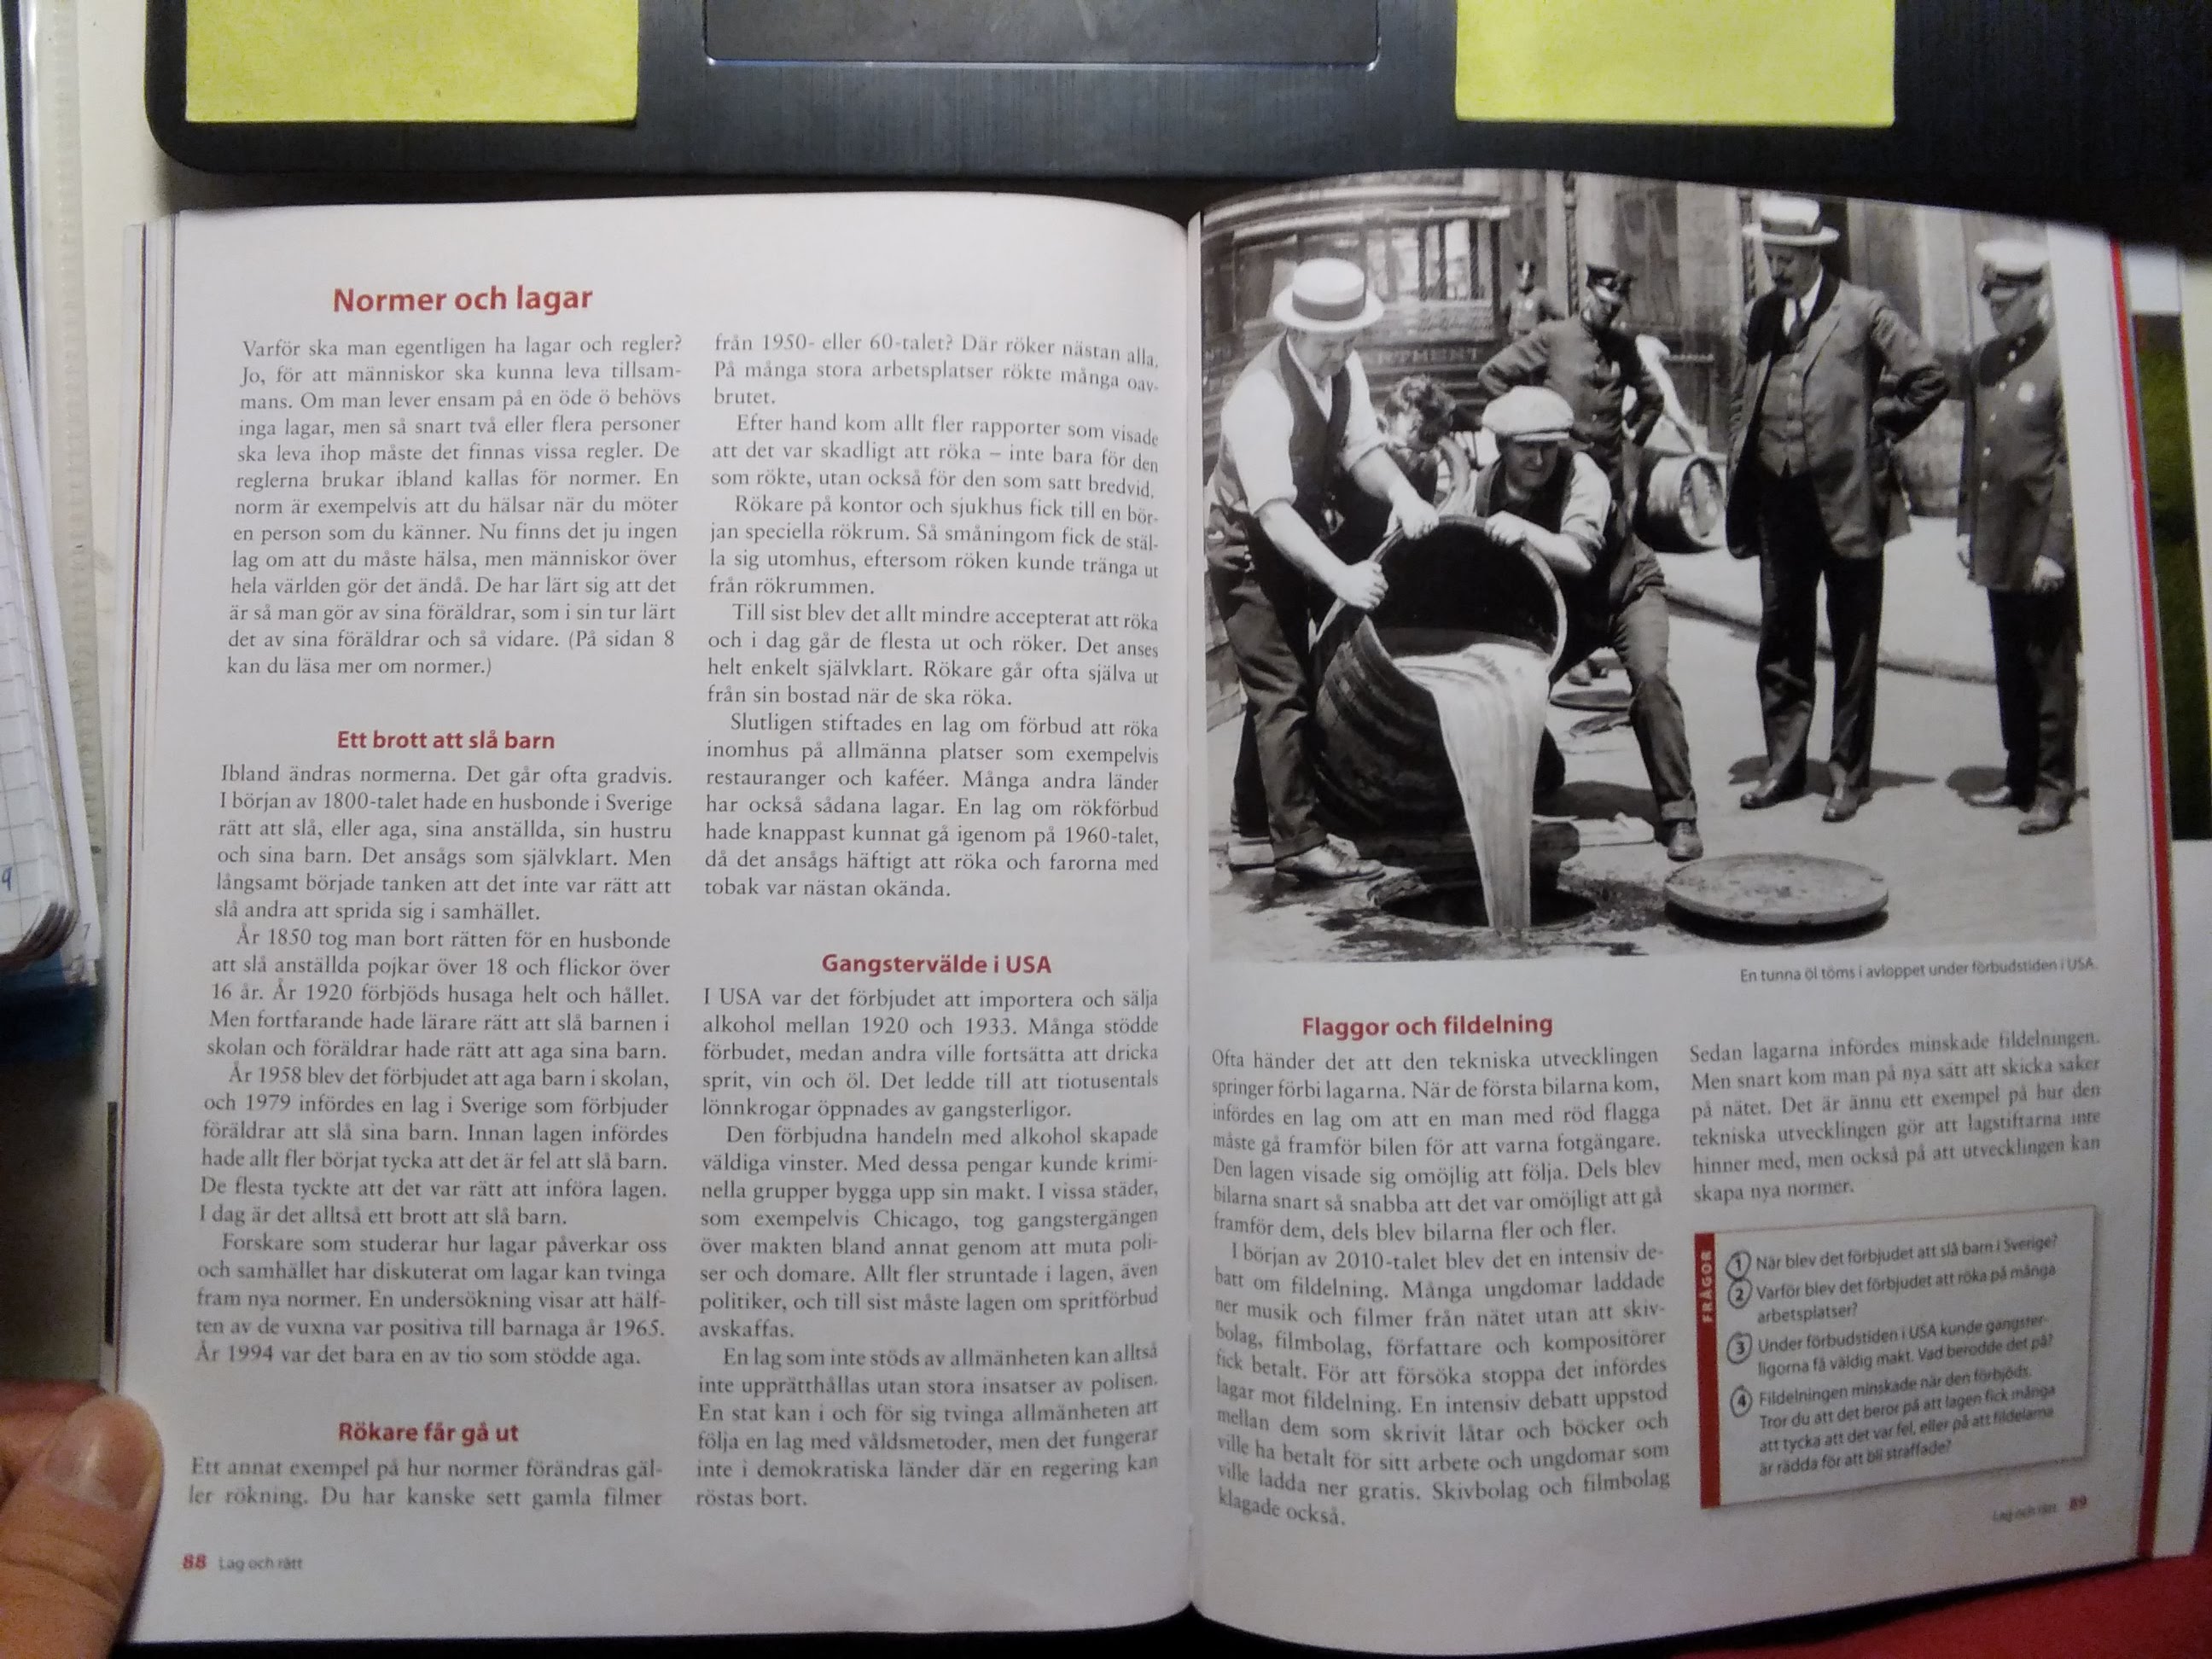 Normer och lagar
Varför ska man egentligen ha lagar och regler?
Jo, för att människor ska kunna leva tillsam-
mans. Om man lever ensam på en öde ö behövs
inga lagar, men så snart två eller flera personer
ska leva ihop måste det finnas vissa regler. De
reglerna brukar ibland kallas för normer. En
norm är exempelvis att du hälsar när du möter
en person som du känner. Nu finns det ju ingen
lag om att du måste hälsa, men människor över
hela världen gör det ändå. De har lärt sig att det
är så man gör av sina föräldrar, som i sin tur lärt
det av sina föräldrar och så vidare. (På sidan 8
kan du läsa mer om normer.)
Ett brott att slå barn
Ibland ändras normerna. Det går ofta gradvis.
I början av 1800-talet hade en husbonde i Sverige
rätt att slå, eller aga, sina anställda, sin hustru
och sina barn. Det ansågs som självklart. Men
långsamt började tanken att det inte var rätt att
slå andra att sprida sig i samhället.
År 1850 tog man bort rätten för en husbonde
att slå anställda pojkar över 18 och flickor över
16 år. År 1920 förbjöds husaga helt och hållet.
Men fortfarande hade lärare rätt att slå barnen i
skolan och föräldrar hade rätt att aga sina barn.
År 1958 blev det förbjudet att aga barn i skolan,
och 1979 infördes en lag i Sverige som förbjuder
föräldrar att slå sina barn. Innan lagen infördes
hade allt fler börjat tycka att det är fel att slå barn.
De flesta tyckte att det var rätt att införa lagen.
I dag är det alltså ett brott att slå barn.
Forskare som studerar hur lagar påverkar oss
och samhället har diskuterat om lagar kan tvinga
fram nya normer. En undersökning visar att hälf-
ten av de vuxna var positiva till barnaga år 1965.
År 1994 var det bara en av tio som stödde aga.
Rökare får gå ut
Ett annat exempel på hur normer förändras gäl-
ler rökning. Du har kanske sett gamla filmer
från 1950- eller 60-talet? Där röker nästan alla.
På många stora arbetsplatser rökte många oav-
brutet.
Efter hand kom allt fler rapporter som visade
att det var skadligt att röka – inte bara för den
som rökte, utan också för den som satt bredvid.
Rökare på kontor och sjukhus fick till en bör-
jan speciella rökrum. Så småningom fick de stäl-
la sig utomhus, eftersom röken kunde tränga ut
från rökrummen.
Till sist blev det allt mindre accepterat att röka
och i dag går de flesta ut och röker. Det anses
helt enkelt självklart. Rökare går ofta själva ut
från sin bostad när de ska röka.
Slutligen stiftades en lag om förbud att röka
inomhus på allmänna platser som exempelvis
restauranger och kaféer. Många andra länder
har också sådana lagar. En lag om rökförbud
hade knappast kunnat gå igenom på 1960-talet,
då det ansågs häftigt att röka och farorna med
tobak var nästan okända.
Gangstervälde i USA
I USA var det förbjudet att importera och sälja
alkohol mellan 1920 och 1933. Många stödde
förbudet, medan andra ville fortsätta att dricka
sprit, vin och öl. Det ledde till att tiotusentals
lönnkrogar öppnades av gangsterligor.
Den förbjudna handeln med alkohol skapade
väldiga vinster. Med dessa pengar kunde krimi-
nella grupper bygga upp sin makt. I vissa städer,
som exempelvis Chicago, tog gangstergängen
över makten bland annat genom att muta poli-
ser och domare. Allt fler struntade i lagen, även
politiker, och till sist måste lagen om spritförbud
avskaffas.
En lag som inte stöds av allmänheten kan alltså
inte upprätthållas utan stora insatser av polisen.
En stat kan i och för sig tvinga allmänheten att
följa en lag med våldsmetoder, men det fungerar
inte i demokratiska länder där en regering kan
röstas bort.
88 Lag och rätt
RTMENT
En tunna öl töms i avloppet under förbudstiden i USA.
Flaggor och fildelning
Ofta händer det att den tekniska utvecklingen
springer förbi lagarna. När de första bilarna kom,
infördes en lag om att en man med röd flagga
måste gå framför bilen för att varna fotgängare.
Den lagen visade sig omöjlig att följa. Dels blev
bilarna snart så snabba att det var omöjligt att gå
framför dem, dels blev bilarna fler och fler.
I början av 2010-talet blev det en intensiv de-
batt om fildelning. Många ungdomar laddade
ner musik och filmer från nätet utan att skiv-
bolag, filmbolag, författare och kompositörer
fick betalt. För att försöka stoppa det infördes
lagar mot fildelning. En intensiv debatt uppstod
mellan dem som skrivit låtar och böcker och
ville ha betalt för sitt arbete och ungdomar som
ville ladda ner gratis. Skivbolag och filmbolag
klagade också.
Sedan lagarna infördes minskade fildelningen.
Men snart kom man på nya sätt att skicka saker
på nätet. Det är ännu ett exempel på hur den
tekniska utvecklingen gör att lagstiftarna inte
hinner med, men också på att utvecklingen kan
skapa nya normer.
FRÅGOR
1 När blev det förbjudet att slå barn i Sverige?
2 Varför blev det förbjudet att röka på många
arbetsplatser?
3 Under förbudstiden i USA kunde gangster-
ligorna få väldig makt. Vad berodde det på?
4 Fildelningen minskade när den förbjöds.
Tror du att det beror på att lagen fick många
att tycka att det var fel, eller på att fildelarna
är rädda för att bli straffade?
Lag och rätt 89